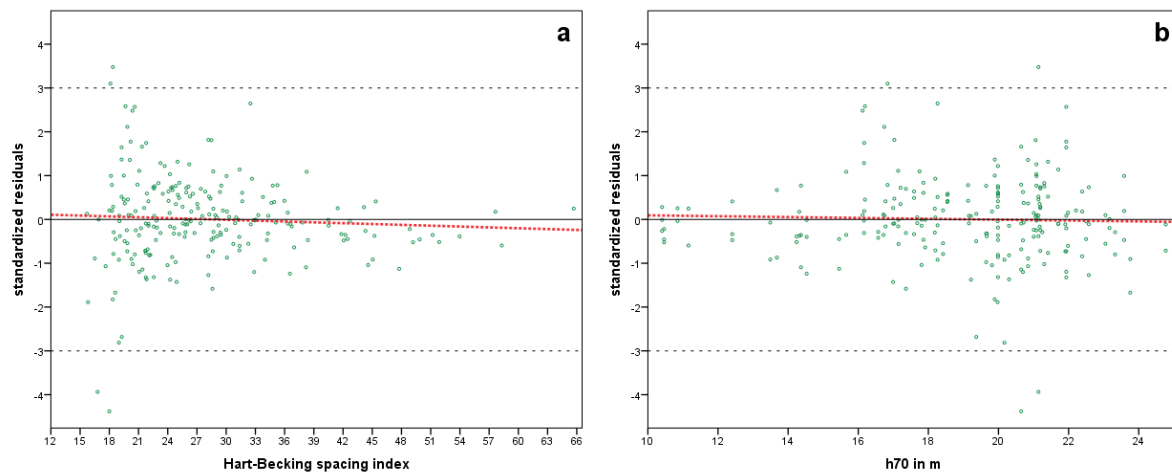 a
4
3
2
1
0
-1
-2
-3
-4
standardized residuals
12 15 18 21 24 27 30 33 36 39 42 45 48 51 54 57 60 63 66
Hart-Becking spacing index
b
4
3
2
1
0
-1
-2
-3
-4
standardized residuals
10 12 14 16 18 20 22 24
h70 in m